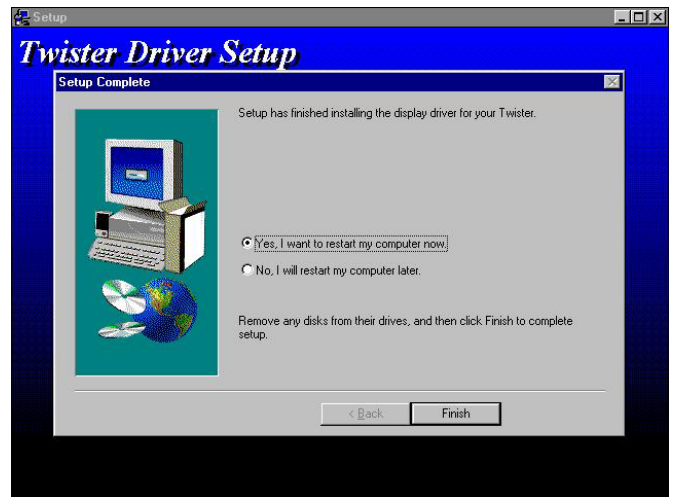 Setup
Twister Driver Setup
Setup Complete
Setup has finished installing the display driver for your Twister.
Yes, I want to restart my computer now.
No, I will restart my computer later.
Remove any disks from their drives, and then click Finish to complete
setup.
< Back
Finish